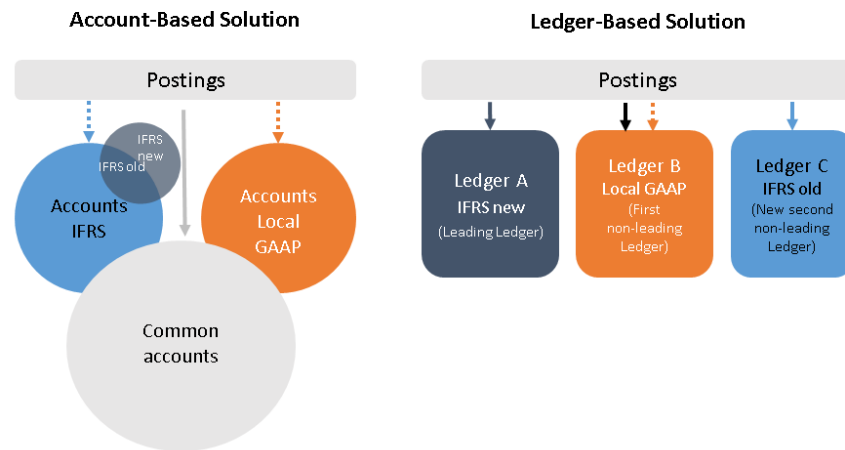 Account-Based Solution
Postings
IFRS
new
IFRS old
Accounts
IFRS
Accounts
Local
GAAP
Common
accounts
Ledger-Based Solution
Postings
Ledger A
IFRS new
(Leading Ledger)
Ledger B
Local GAAP
(First
non-leading
Ledger)
Ledger C
IFRS old
(New second
non-leading
Ledger)